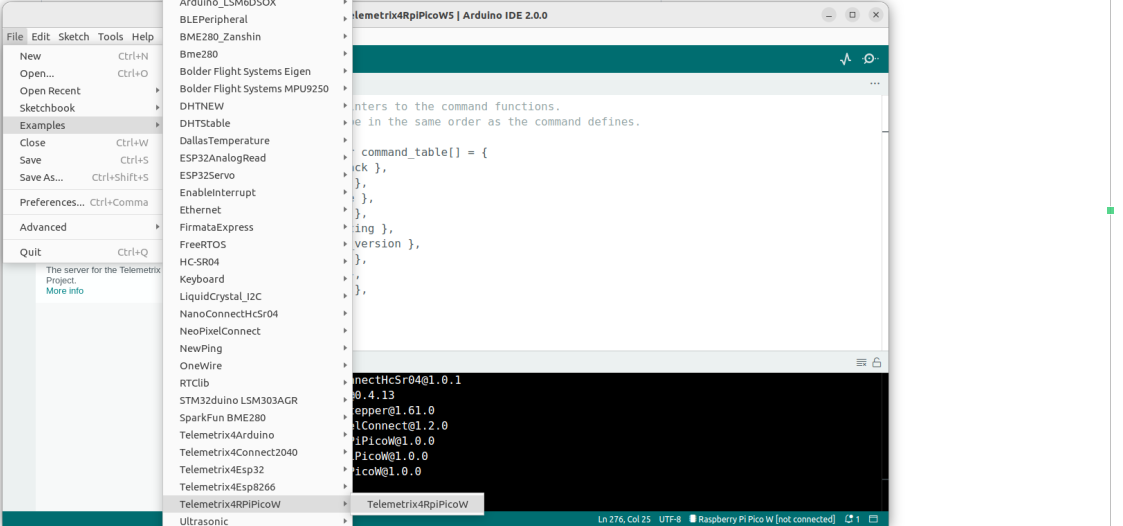 elemetrix4RpiPicoW5 | Arduino IDE 2.0.0
File Edit Sketch Tools Help
New Ctrl+N
Open... Ctrl+O
Open Recent
Sketchbook
Examples
Close Ctrl+W
Save Ctrl+S
Save As... Ctrl+Shift+S
Preferences... Ctrl+Comma
Advanced
Quit Ctrl+Q
The server for the Telemetrix
Project.
More info
Arduino_LSM6DSOX
BLEPeripheral
BME280_Zanshin
Bme280
Bolder Flight Systems Eigen
Bolder Flight Systems MPU9250
DHTNEW
DHTStable
DallasTemperature
ESP32AnalogRead
ESP32Servo
EnableInterrupt
Ethernet
FirmataExpress
FreeRTOS
HC-SR04
Keyboard
LiquidCrystal_I2C
NanoConnectHcSr04
NeoPixelConnect
NewPing
OneWire
RTClib
STM32duino LSM303AGR
SparkFun BME280
Telemetrix4Arduino
Telemetrix4Connect2040
Telemetrix4Esp32
Telemetrix4Esp8266
Telemetrix4RPiPicoW
Ultrasonic
Telemetrix4RpiPicoW
nters to the command functions.
e in the same order as the command defines.
command_table[] = {
ck },
},
},
},
ing },
version },
},
,
},
nnectHcSr04@1.0.1
@0.4.13
tepper@1.61.0
elConnect@1.2.0
PiPicoW@1.0.0
iPicoW@1.0.0
PicoW@1.0.0
Ln 276, Col 25 UTF-8 Raspberry Pi Pico W [not connected] 1